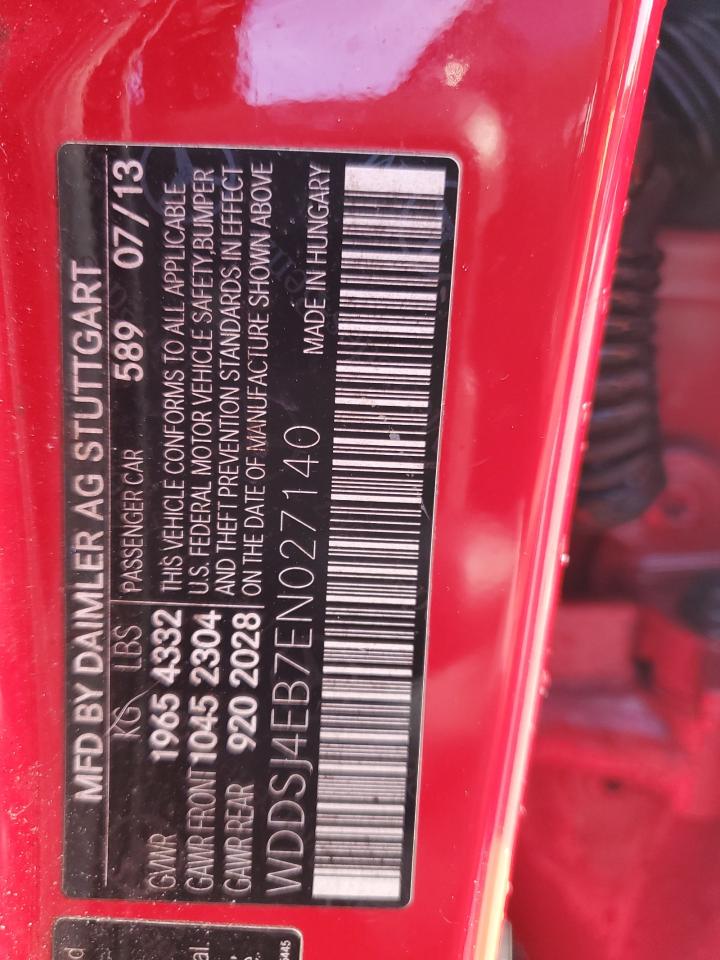 MFD BY DAIMLER AG STUTTGART
KG LBS PASSENGER CAR 589 07/13
GVWR 1965 4332 THIS VEHICLE CONFORMS TO ALL APPLICABLE
GAWR FRONT 1045 2304 U.S. FEDERAL MOTOR VEHICLE SAFETY,BUMPER
GAWR REAR 920 2028 AND THEFT PREVENTION STANDARDS IN EFFECT
ON THE DATE OF MANUFACTURE SHOWN ABOVE
WDDSJ4EB7EN027140 MADE IN HUNGARY